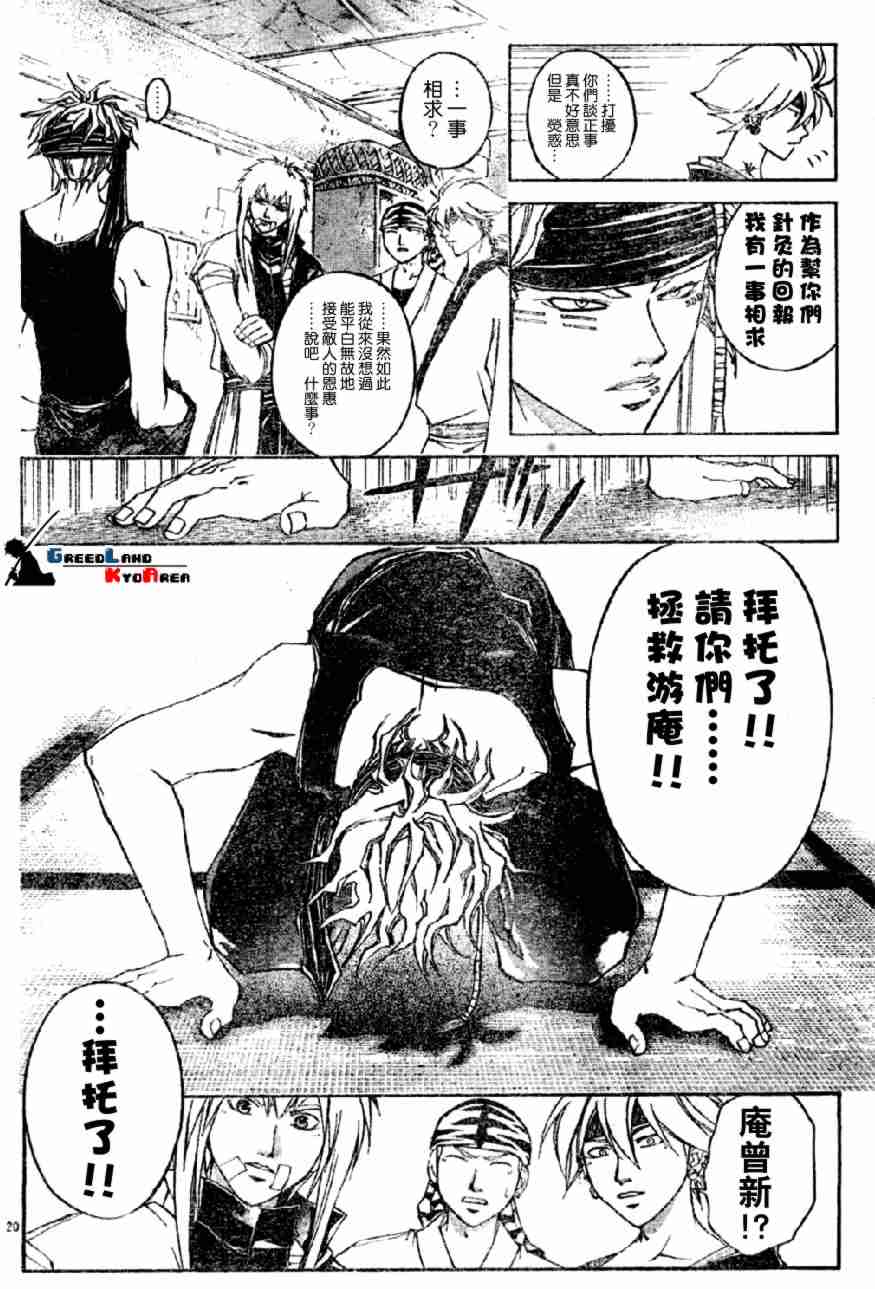 ……打擾
你們談正事
真不好意思
但是 熒惑…
作為幫你們
針灸的回報
我有一事相求
…一事
相求？
……
……果然如此
我從來沒想過
能平白無故地
接受敵人的恩惠
……說吧 什麼事？
拜托了!!
請你們……
拯救游庵!!
GREEDLAND
KYOAREA
庵曾新!?
…拜托了!!
20